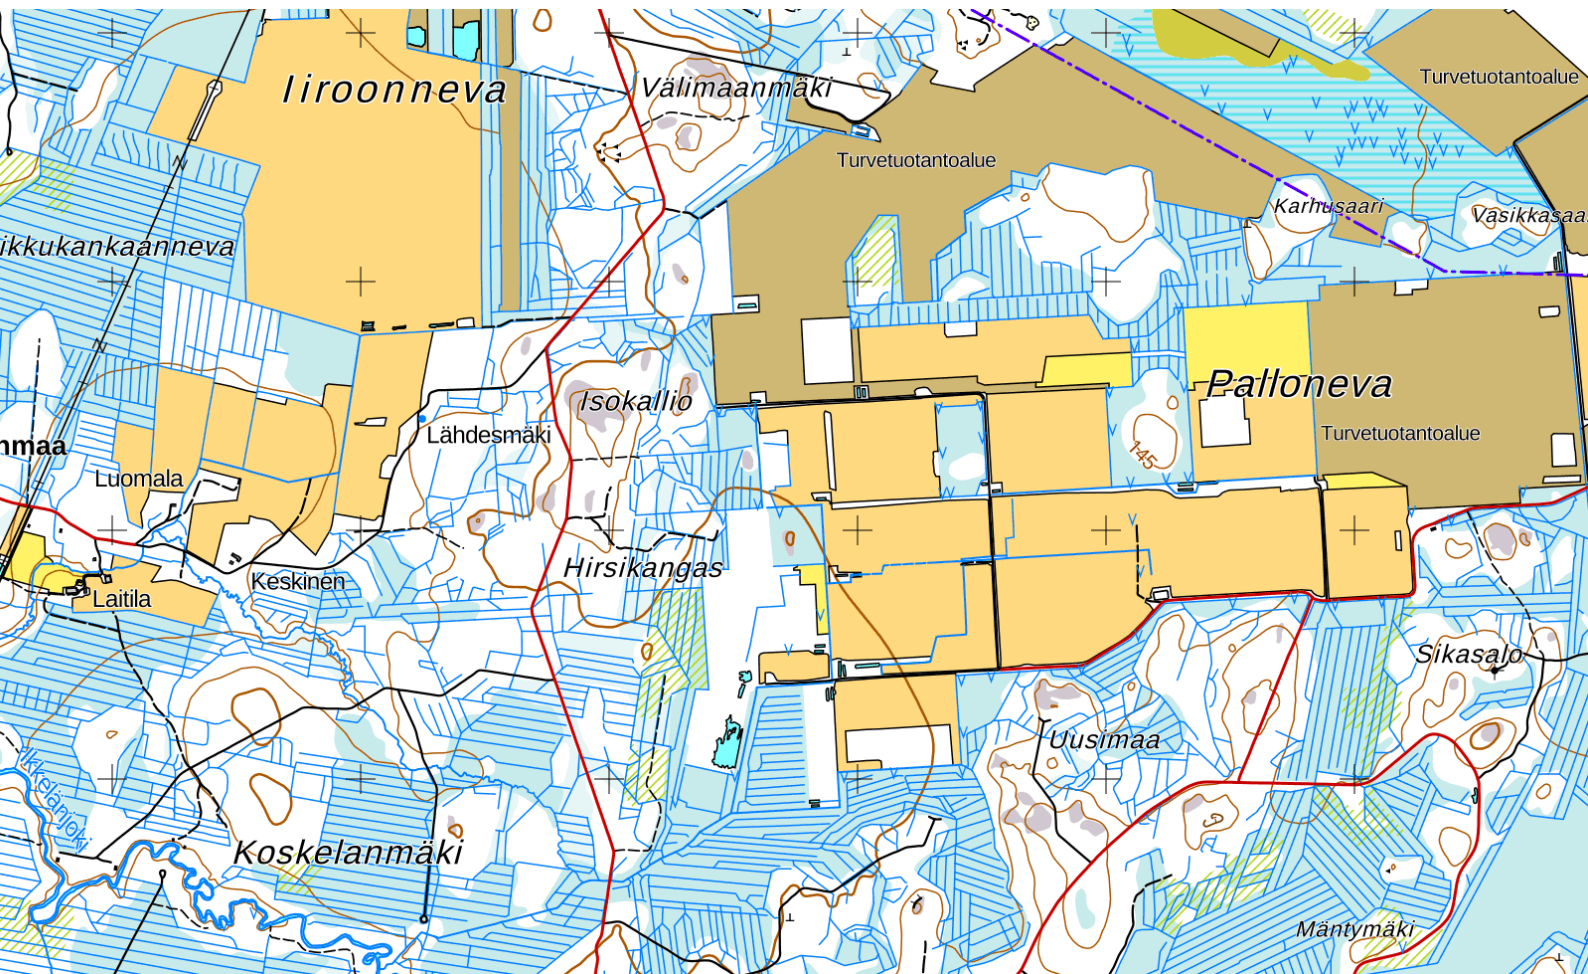 Iiroonneva
Välimaanmäki
Turvetuotantoalue
Turvetuotantoalue
Karhusaari
Vasikkasaa
ikkukankaanneva
Palloneva
Isokallio
Lähdesmäki
Turvetuotantoalue
nmaa
Luomala
145
Hirsikangas
Keskinen
Laitila
Sikasalo
Uusimaa
Ikkelänjoki
Koskelanmäki
Mäntymäki